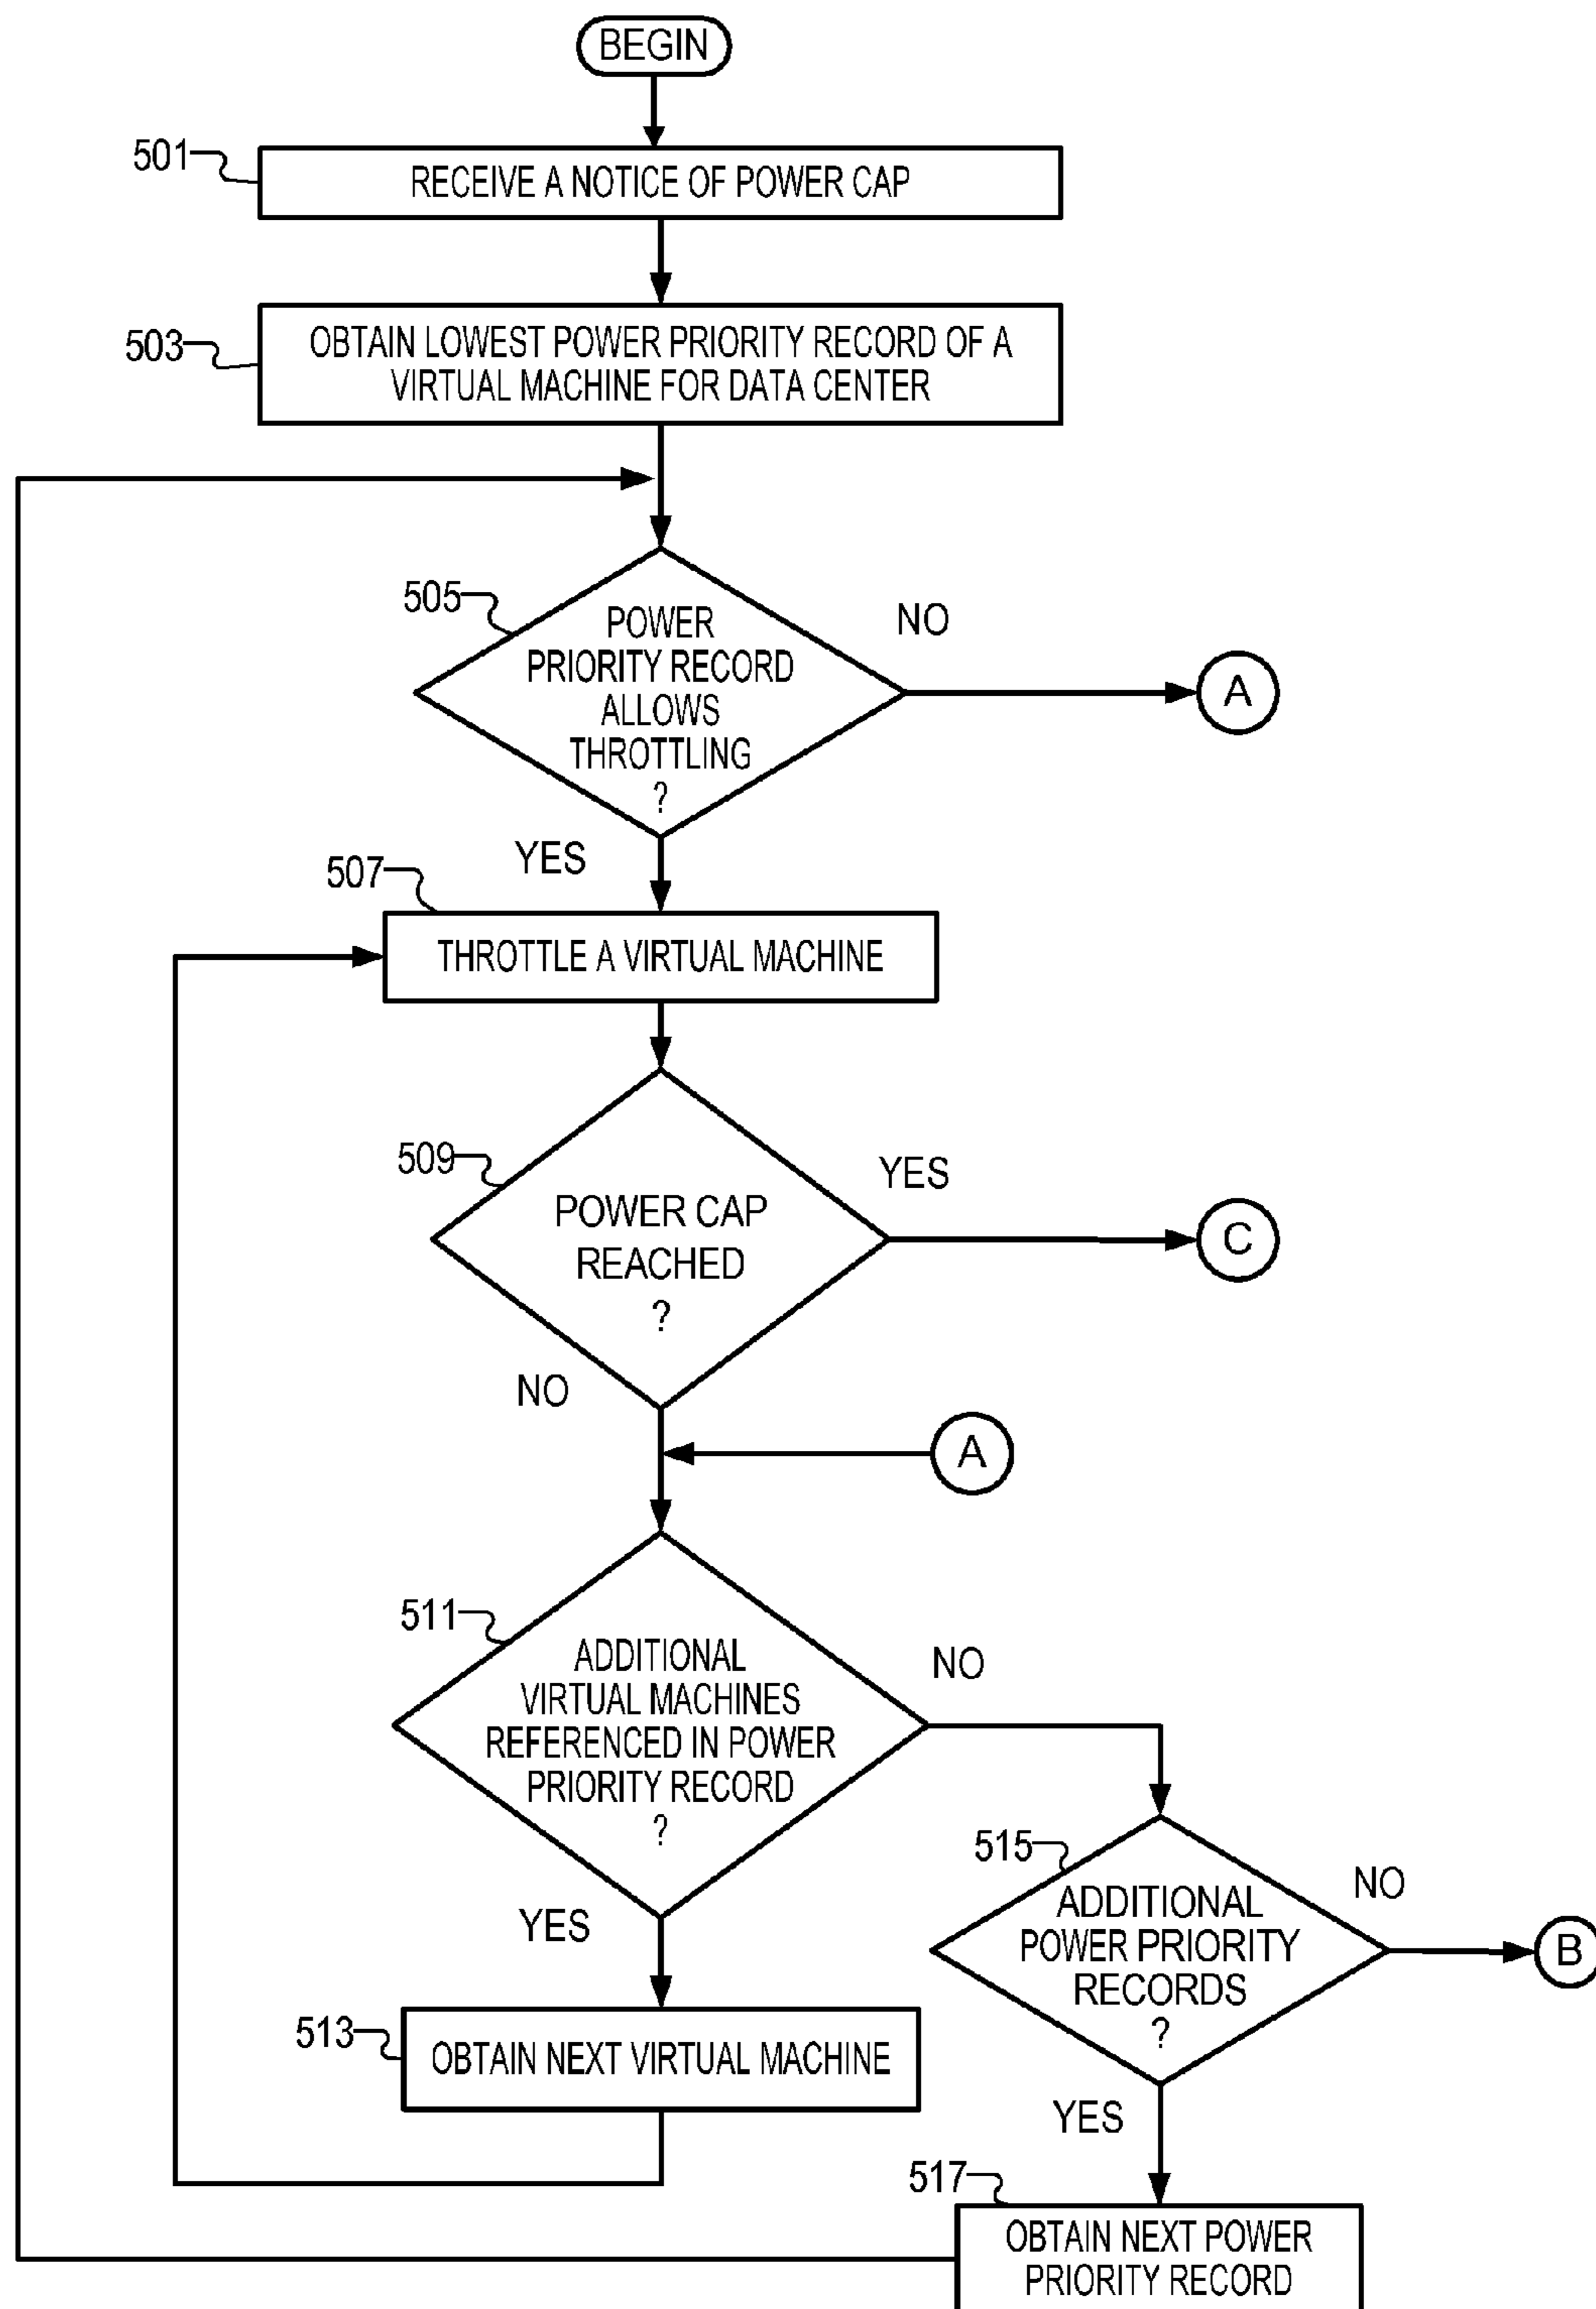 BEGIN
501
RECEIVE A NOTICE OF POWER CAP
503
OBTAIN LOWEST POWER PRIORITY RECORD OF A
VIRTUAL MACHINE FOR DATA CENTER
505
POWER
PRIORITY RECORD
ALLOWS
THROTTLING
?
NO
A
YES
507
THROTTLE A VIRTUAL MACHINE
509
POWER CAP
REACHED
?
YES
C
NO
A
511
ADDITIONAL
VIRTUAL MACHINES
REFERENCED IN POWER
PRIORITY RECORD
?
NO
YES
515
ADDITIONAL
POWER PRIORITY
RECORDS
?
NO
B
513
OBTAIN NEXT VIRTUAL MACHINE
YES
517
OBTAIN NEXT POWER
PRIORITY RECORD